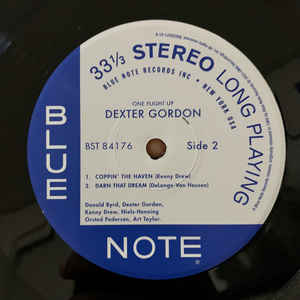 33 1/3 STEREO LONG PLAYING
BLUE NOTE RECORDS INC • NEW YORK USA
ONE FLIGHT UP
DEXTER GORDON
BST 84176
Side 2
1. COPPIN' THE HAVEN (Kenny Drew)
2. DARN THAT DREAM (DeLange-Van Heusen)
Donald Byrd, Dexter Gordon,
Kenny Drew, Niels-Henning
Orsted Pedersen, Art Taylor.
BLUE
NOTE